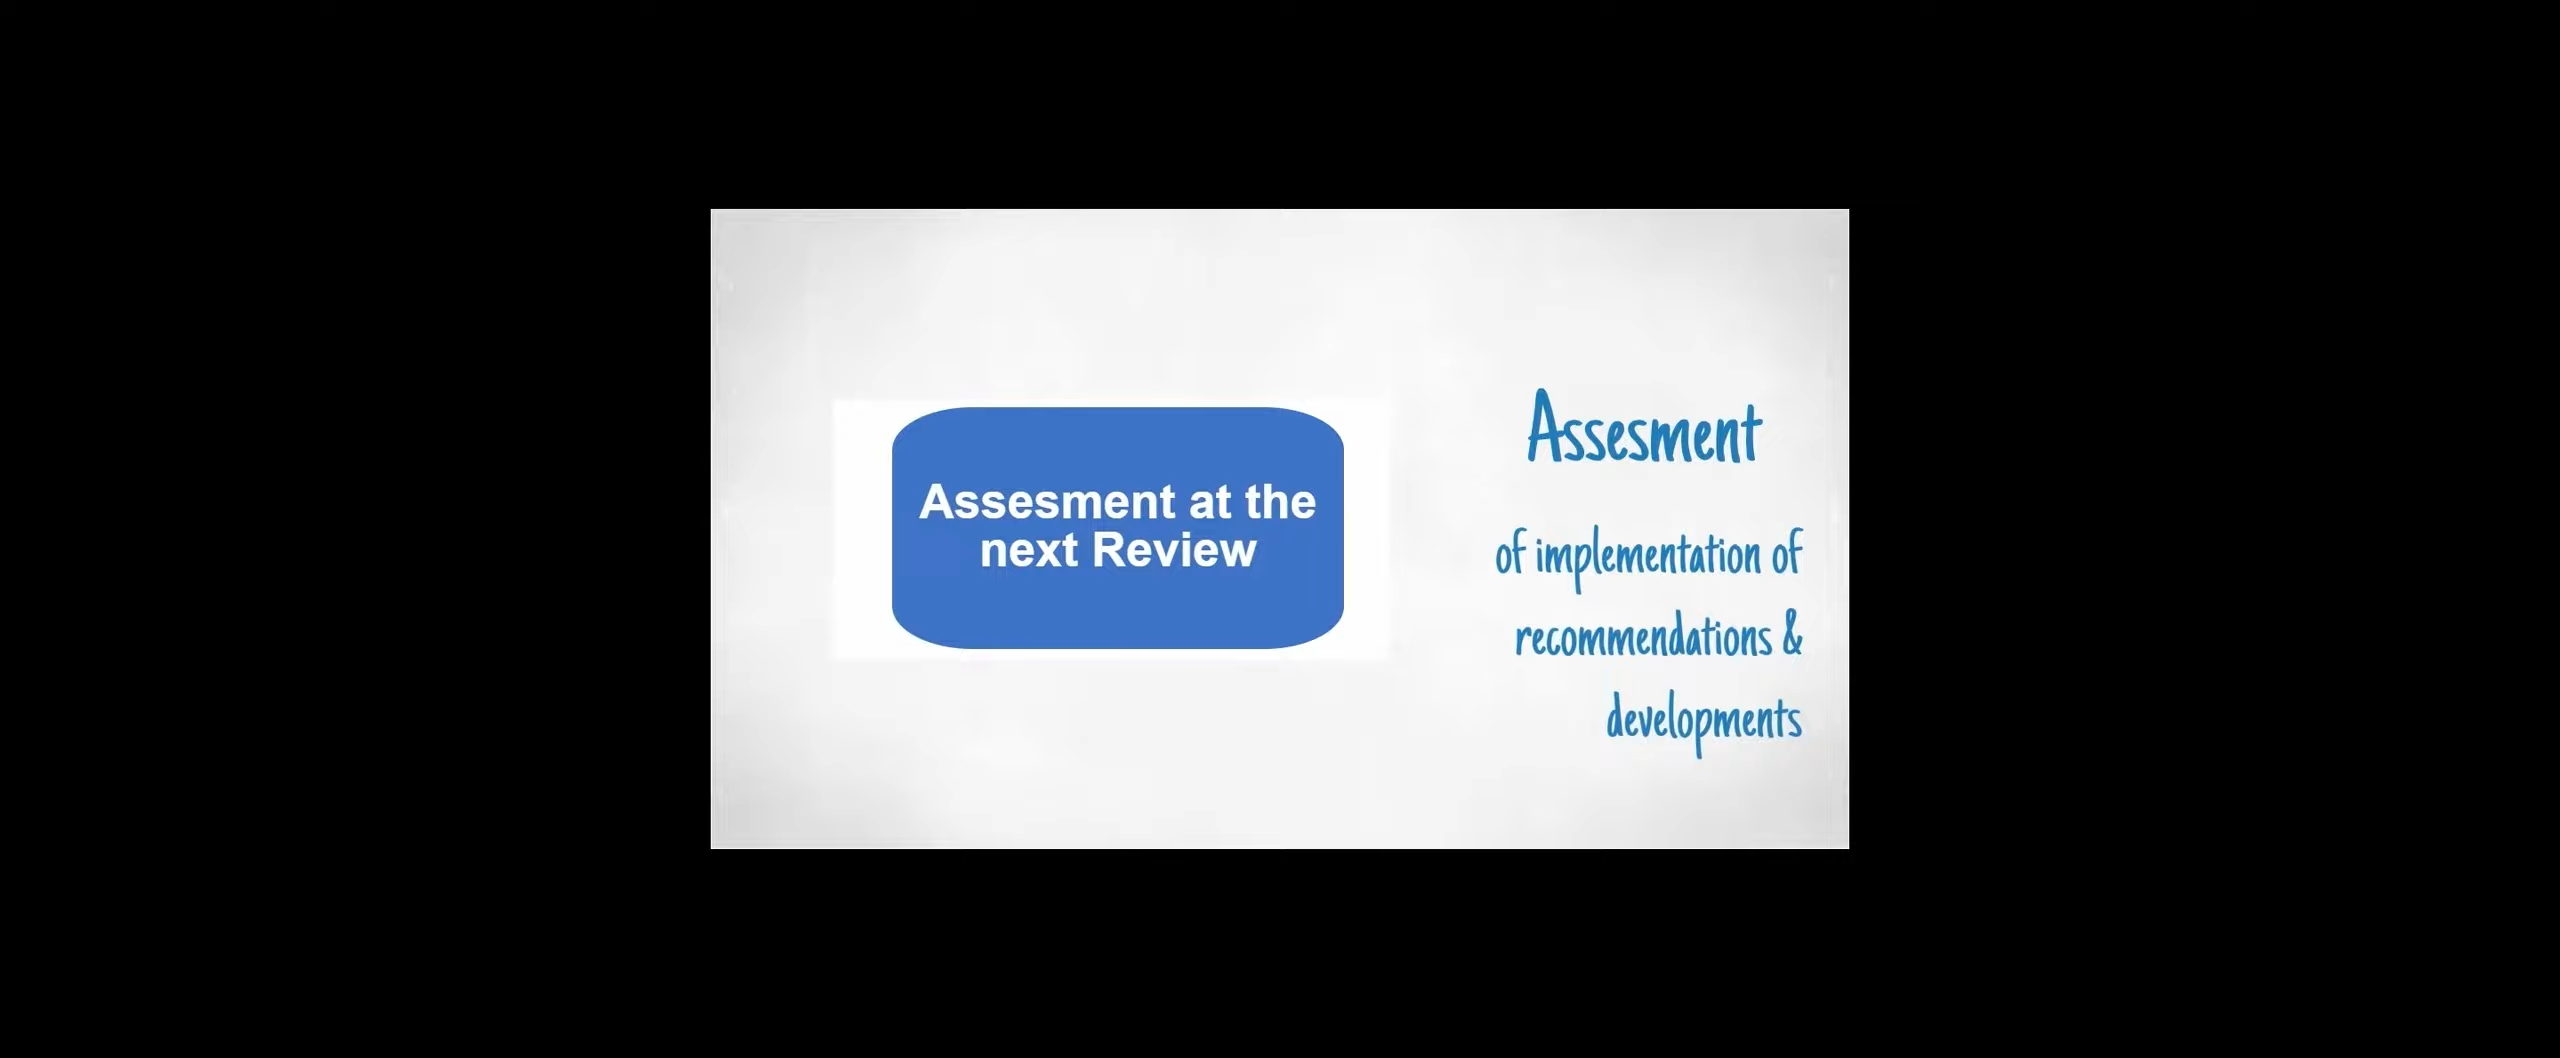 Assesment at the
next Review
Assesment
of implementation of
recommendations &
developments